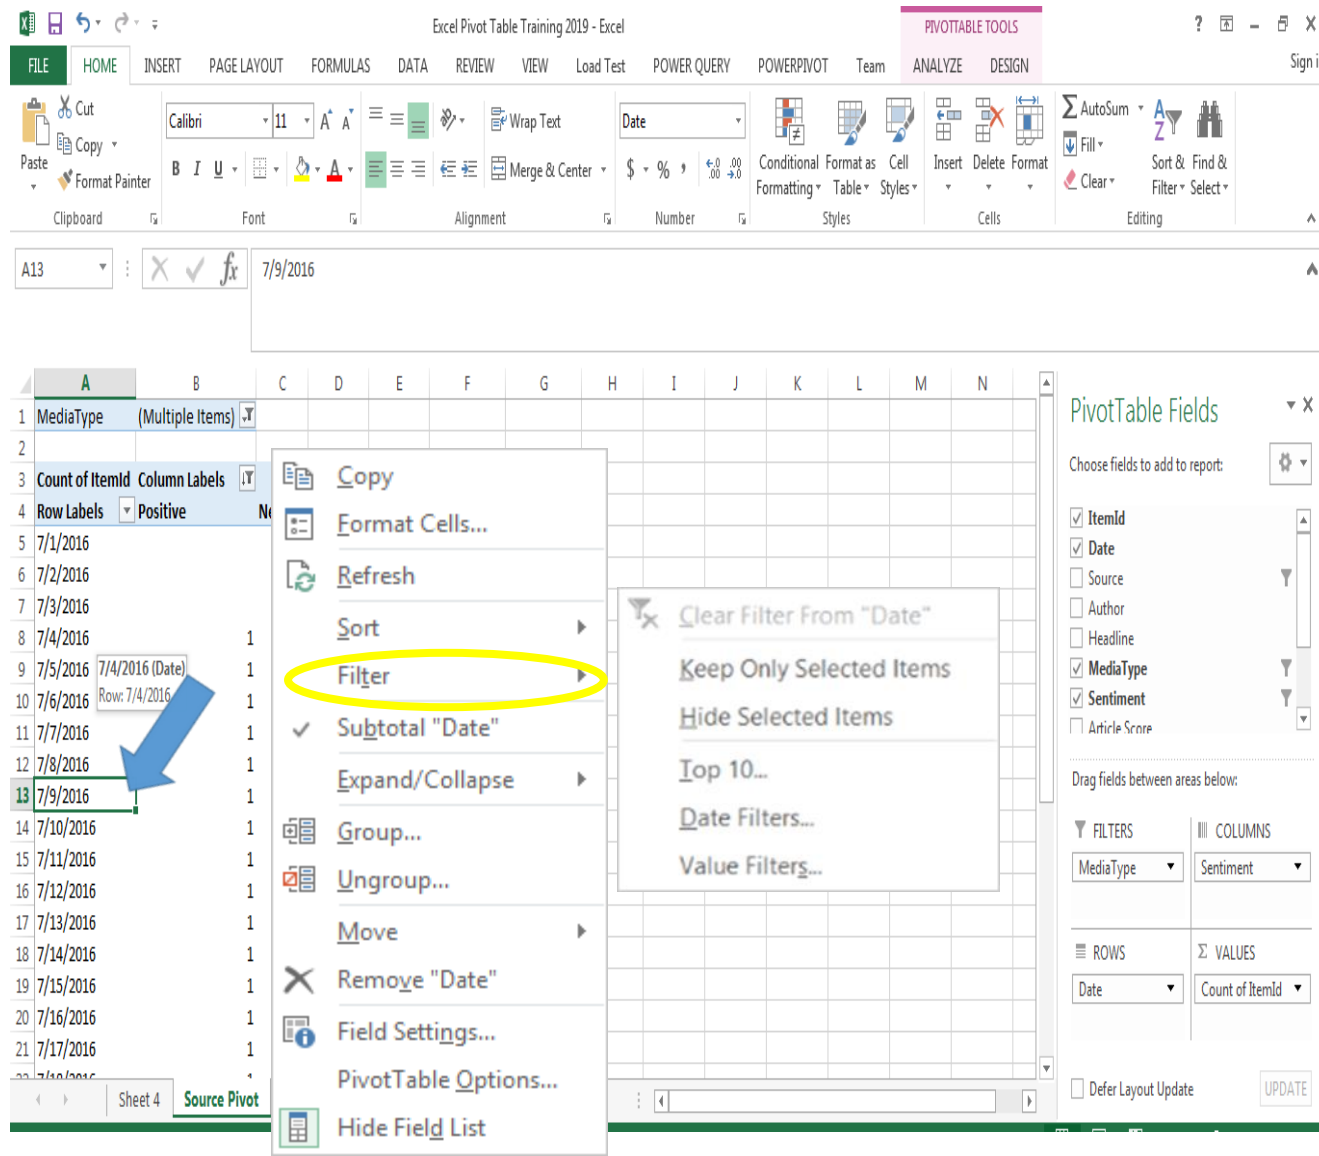 Excel Pivot Table Training 2019 - Excel
PIVOTTABLE TOOLS
?
FILE HOME INSERT PAGE LAYOUT FORMULAS DATA REVIEW VIEW Load Test POWER QUERY POWERPIVOT Team ANALYZE DESIGN Sign i
Cut
Copy
Format Painter
Paste
Clipboard
Calibri 11
B I U
Font
Wrap Text
Merge & Center
Alignment
Date
$ % ,
Number
Conditional Formatting
Format as Table
Cell Styles
Styles
Insert Delete Format
Cells
AutoSum
Fill
Clear
Sort & Filter
Find & Select
Editing
A13 fx 7/9/2016
A B C D E F G H I J K L M N
1 MediaType (Multiple Items)
2
3 Count of ItemId Column Labels
4 Row Labels Positive
5 7/1/2016
6 7/2/2016
7 7/3/2016
8 7/4/2016 1
9 7/5/2016 1
10 7/6/2016 1
11 7/7/2016 1
12 7/8/2016 1
13 7/9/2016 1
14 7/10/2016 1
15 7/11/2016 1
16 7/12/2016 1
17 7/13/2016 1
18 7/14/2016 1
19 7/15/2016 1
20 7/16/2016 1
21 7/17/2016 1
7/4/2016 (Date)
Row: 7/4/2016
Copy
Format Cells...
Refresh
Sort
Filter
Subtotal "Date"
Expand/Collapse
Group...
Ungroup...
Move
Remove "Date"
Field Settings...
PivotTable Options...
Hide Field List
Clear Filter From "Date"
Keep Only Selected Items
Hide Selected Items
Top 10...
Date Filters...
Value Filters...
PivotTable Fields
Choose fields to add to report:
ItemId
Date
Source
Author
Headline
MediaType
Sentiment
Article Score
Drag fields between areas below:
FILTERS
MediaType
COLUMNS
Sentiment
ROWS
Date
Σ VALUES
Count of ItemId
Defer Layout Update UPDATE
Sheet 4 Source Pivot